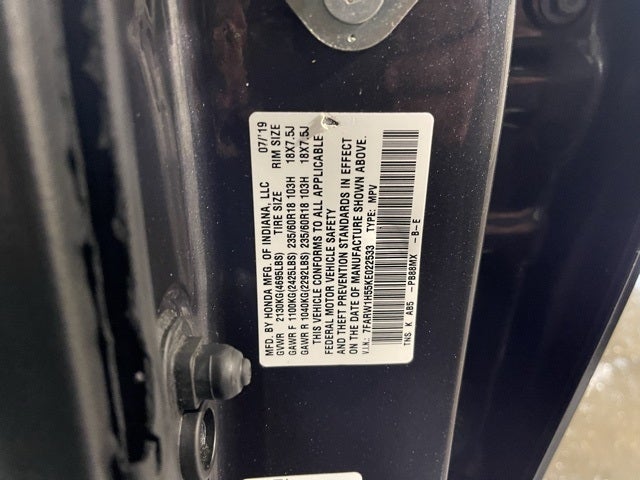 MFD. BY HONDA MFG. OF INDIANA, LLC 07/'19
GVWR 2130KG(4695LBS) TIRE SIZE RIM SIZE
GAWR F 1100KG(2425LBS) 235/60R18 103H 18X7.5J
GAWR R 1040KG(2292LBS) 235/60R18 103H 18X7.5J
THIS VEHICLE CONFORMS TO ALL APPLICABLE
FEDERAL MOTOR VEHICLE SAFETY
AND THEFT PREVENTION STANDARDS IN EFFECT
ON THE DATE OF MANUFACTURE SHOWN ABOVE.
V.I.N.: 7FARW1H55KE022533 TYPE: MPV
TNS K AB5 -PB88MX -B-E